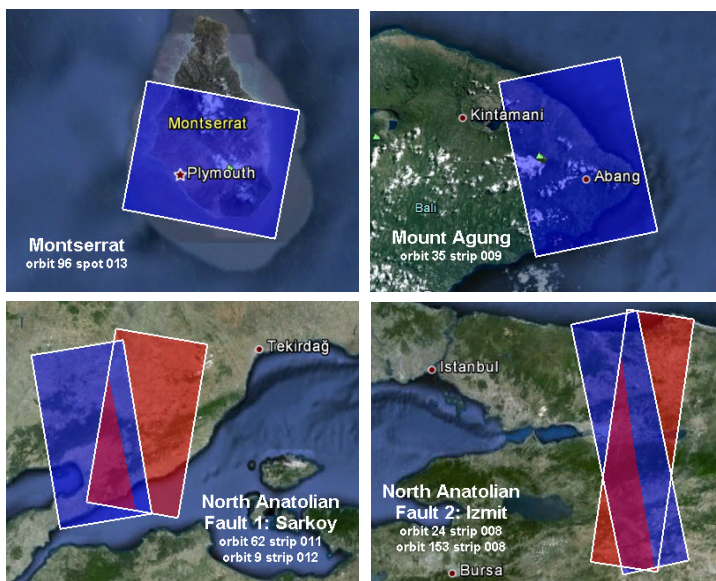 Montserrat
Plymouth
Montserrat
orbit 96 spot 013
Kintamani
Abang
Bali
Mount Agung
orbit 35 strip 009
Tekirdağ
North Anatolian
Fault 1: Sarkoy
orbit 62 strip 011
orbit 9 strip 012
Istanbul
North Anatolian
Fault 2: Izmit
orbit 24 strip 008
orbit 153 strip 008
Bursa